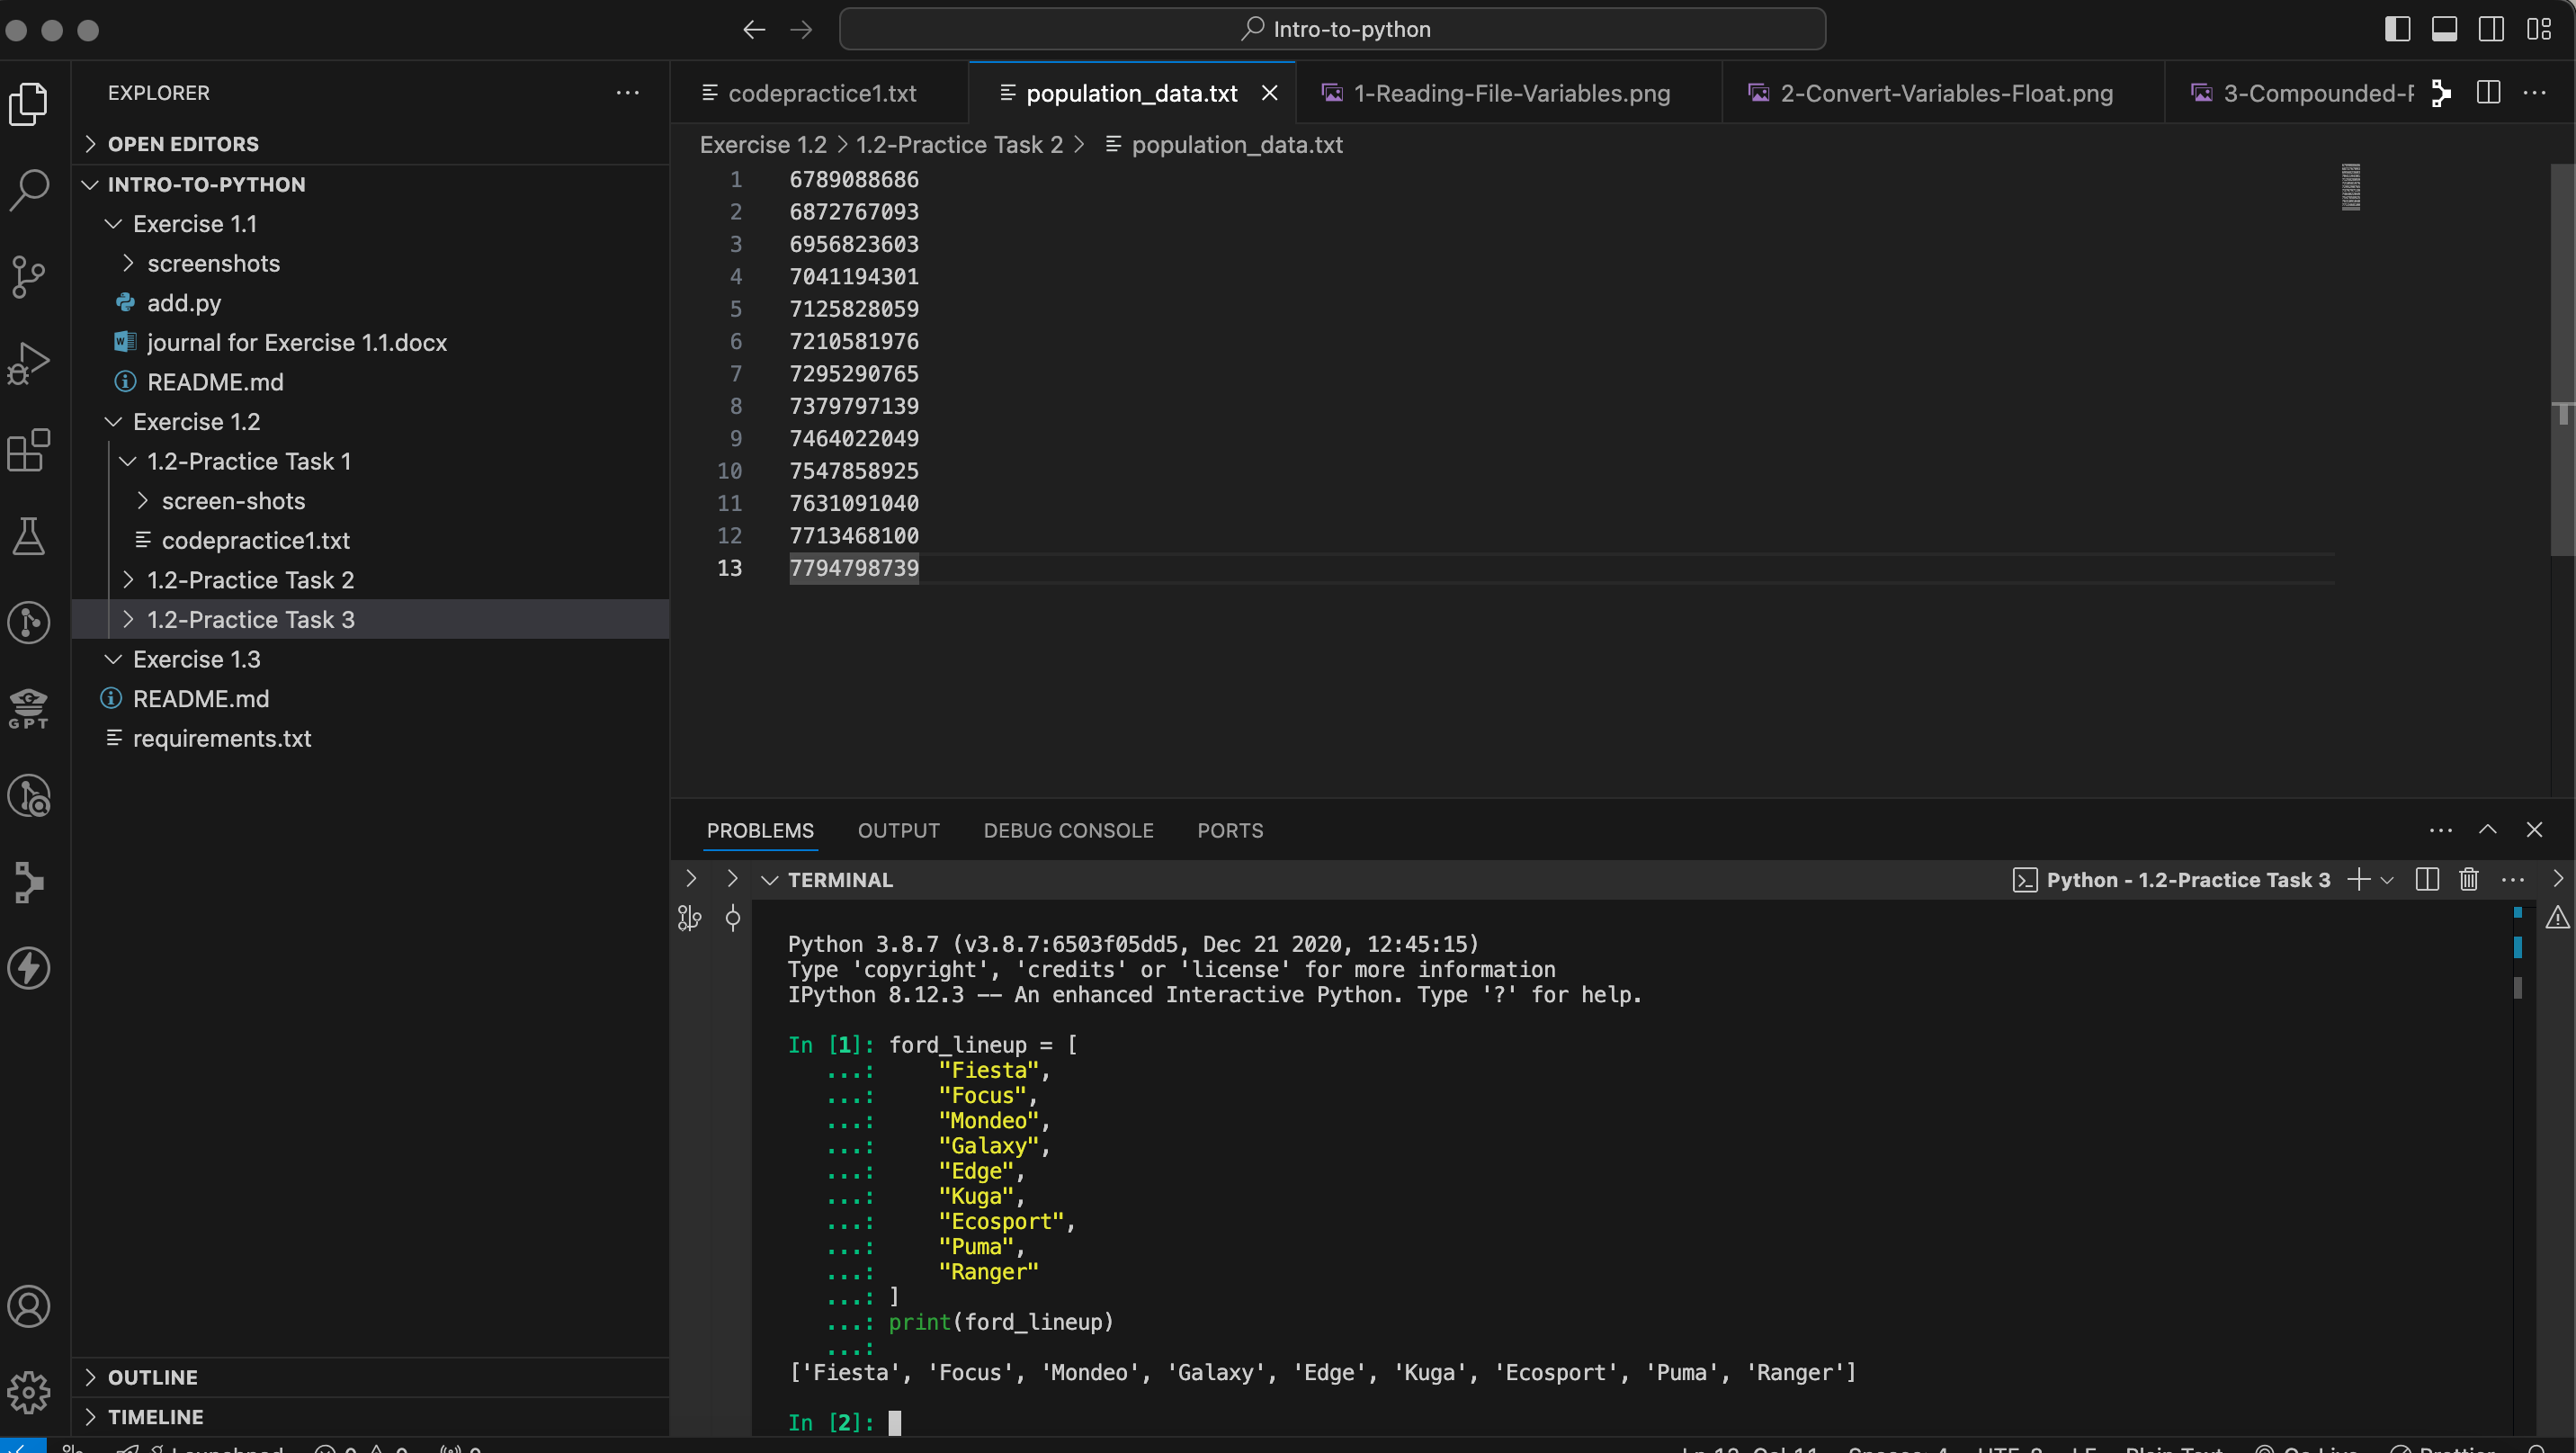 Intro-to-python
EXPLORER
OPEN EDITORS
INTRO-TO-PYTHON
Exercise 1.1
screenshots
add.py
journal for Exercise 1.1.docx
README.md
Exercise 1.2
1.2-Practice Task 1
screen-shots
codepractice1.txt
1.2-Practice Task 2
1.2-Practice Task 3
Exercise 1.3
README.md
requirements.txt
GPT
OUTLINE
TIMELINE
codepractice1.txt
population_data.txt
1-Reading-File-Variables.png
2-Convert-Variables-Float.png
3-Compounded-
Exercise 1.2 > 1.2-Practice Task 2 > population_data.txt
1 6789088686
2 6872767093
3 6956823603
4 7041194301
5 7125828059
6 7210581976
7 7295290765
8 7379797139
9 7464022049
10 7547858925
11 7631091040
12 7713468100
13 7794798739
PROBLEMS OUTPUT DEBUG CONSOLE PORTS
TERMINAL
Python - 1.2-Practice Task 3
Python 3.8.7 (v3.8.7:6503f05dd5, Dec 21 2020, 12:45:15)
Type 'copyright', 'credits' or 'license' for more information
IPython 8.12.3 -- An enhanced Interactive Python. Type '?' for help.
In [1]: ford_lineup = [
...:     "Fiesta",
...:     "Focus",
...:     "Mondeo",
...:     "Galaxy",
...:     "Edge",
...:     "Kuga",
...:     "Ecosport",
...:     "Puma",
...:     "Ranger"
...: ]
...: print(ford_lineup)
...:
['Fiesta', 'Focus', 'Mondeo', 'Galaxy', 'Edge', 'Kuga', 'Ecosport', 'Puma', 'Ranger']
In [2]: